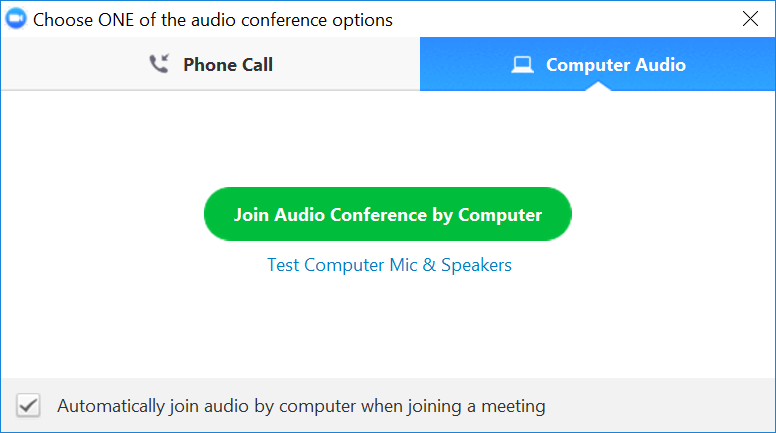 Choose ONE of the audio conference options
Phone Call
Computer Audio
Join Audio Conference by Computer
Test Computer Mic & Speakers
Automatically join audio by computer when joining a meeting